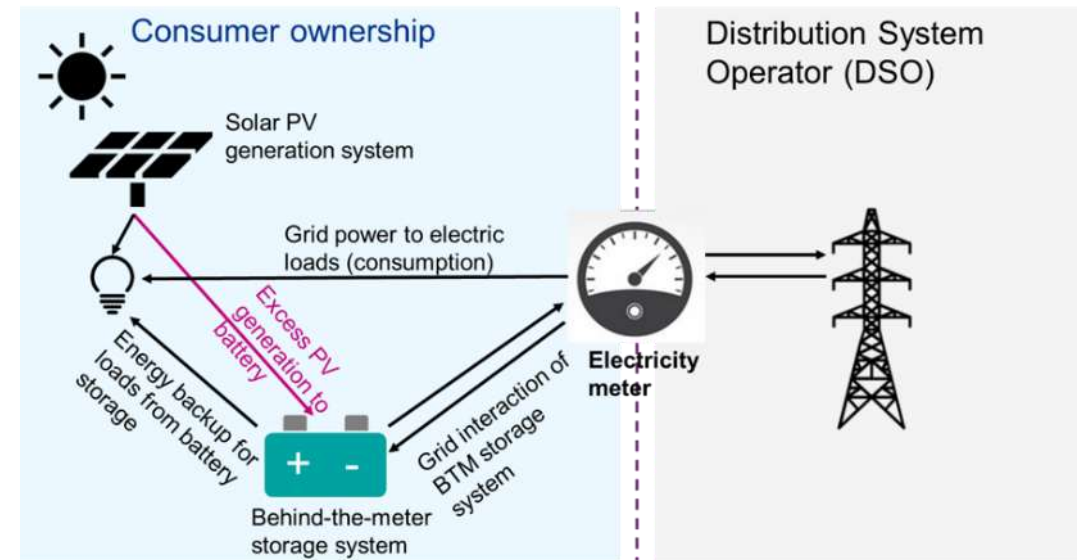 Consumer ownership
Distribution System
Operator (DSO)
Solar PV
generation system
Grid power to electric
loads (consumption)
Excess PV
generation to
battery
Energy backup for
loads from battery
storage
Electricity
meter
Grid interaction of
BTM storage
system
+ -
Behind-the-meter
storage system